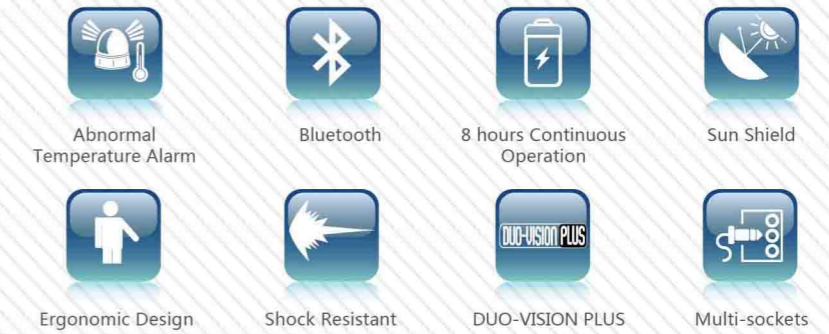 Abnormal
Temperature Alarm
Bluetooth
8 hours Continuous
Operation
Sun Shield
DUO-VISION PLUS
Ergonomic Design
Shock Resistant
DUO-VISION PLUS
Multi-sockets